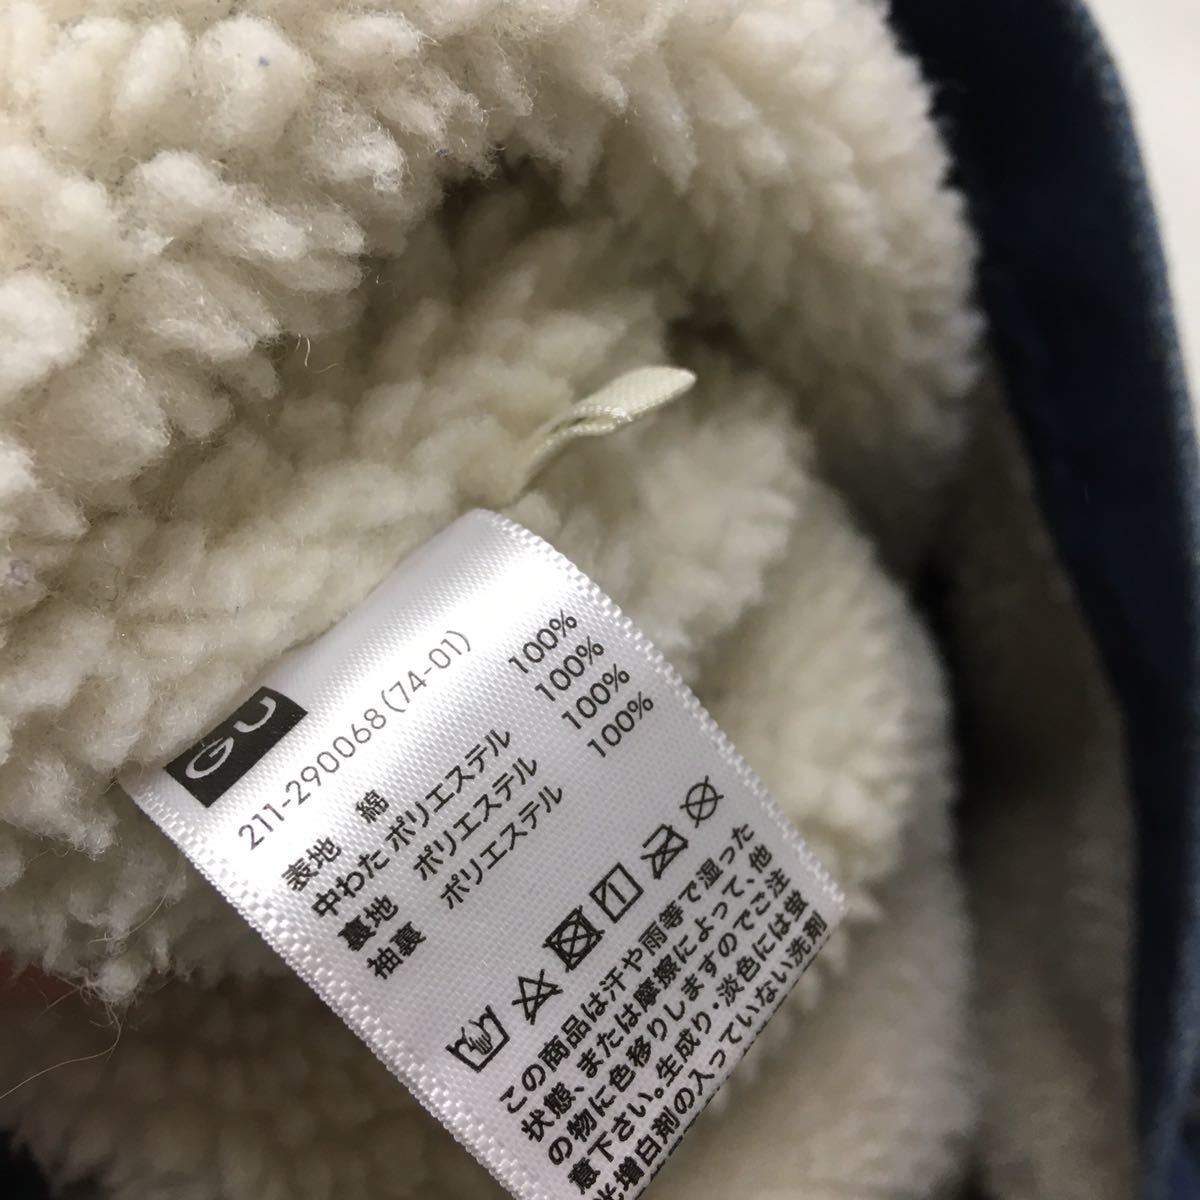 GU
211-290068(74-01)
表地 綿 100%
中わた ポリエステル 100%
裏地 ポリエステル 100%
袖裏 ポリエステル 100%
この商品は汗や雨等で湿った
状態、または摩擦によって、他
の物に色移りしますのでご注
意下さい。生成り・淡色には蛍
光増白剤の入っていない洗剤